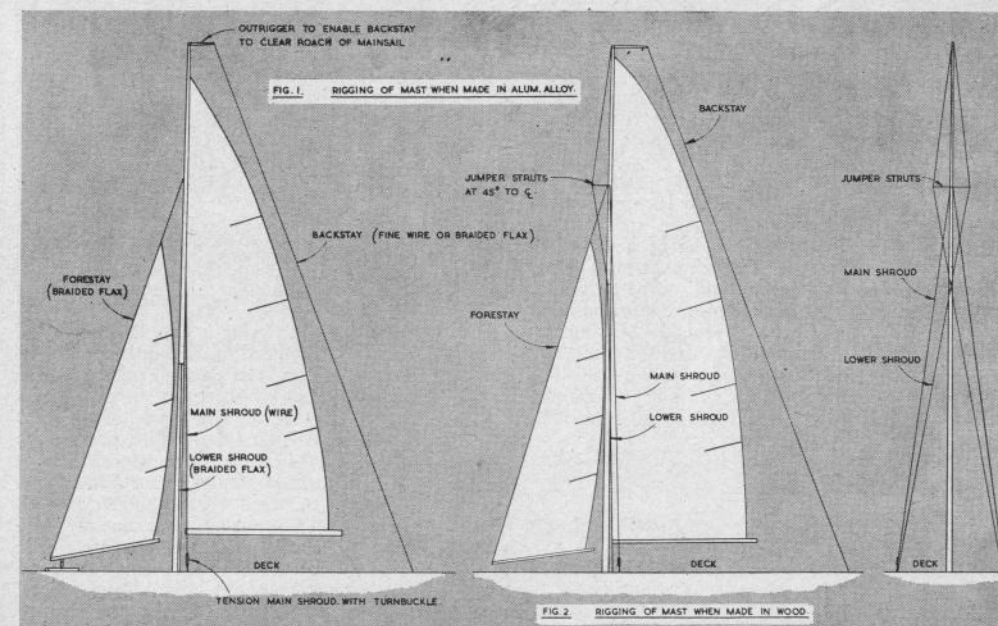 OUTRIGGER TO ENABLE BACKSTAY
TO CLEAR ROACH OF MAINSAIL
FIG. 1. RIGGING OF MAST WHEN MADE IN ALUM. ALLOY.
BACKSTAY (FINE WIRE OR BRAIDED FLAX)
FORESTAY
(BRAIDED FLAX)
MAIN SHROUD (WIRE)
LOWER SHROUD
(BRAIDED FLAX)
DECK
TENSION MAIN SHROUD WITH TURNBUCKLE
BACKSTAY
JUMPER STRUTS
AT 45° TO ℄
FORESTAY
MAIN SHROUD
LOWER SHROUD
DECK
FIG. 2 RIGGING OF MAST WHEN MADE IN WOOD.
JUMPER STRUTS
MAIN SHROUD
LOWER SHROUD
DECK